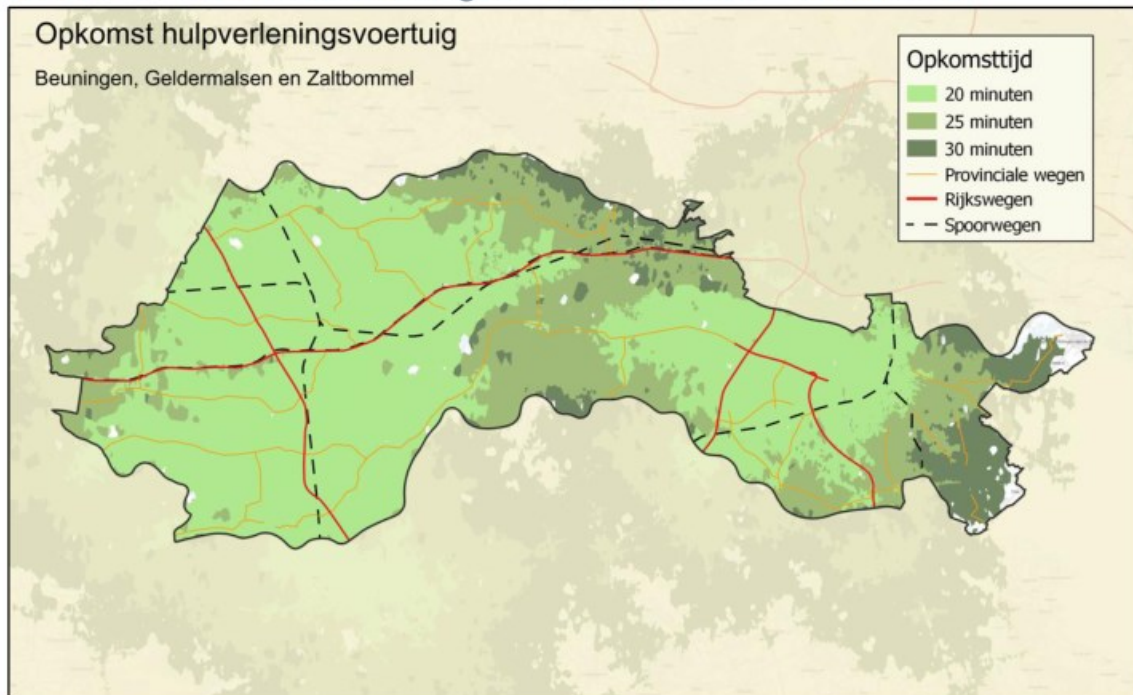 Opkomst hulpverleningsvoertuig
Beuningen, Geldermalsen en Zaltbommel
Opkomsttijd
20 minuten
25 minuten
30 minuten
Provinciale wegen
Rijkswegen
Spoorwegen